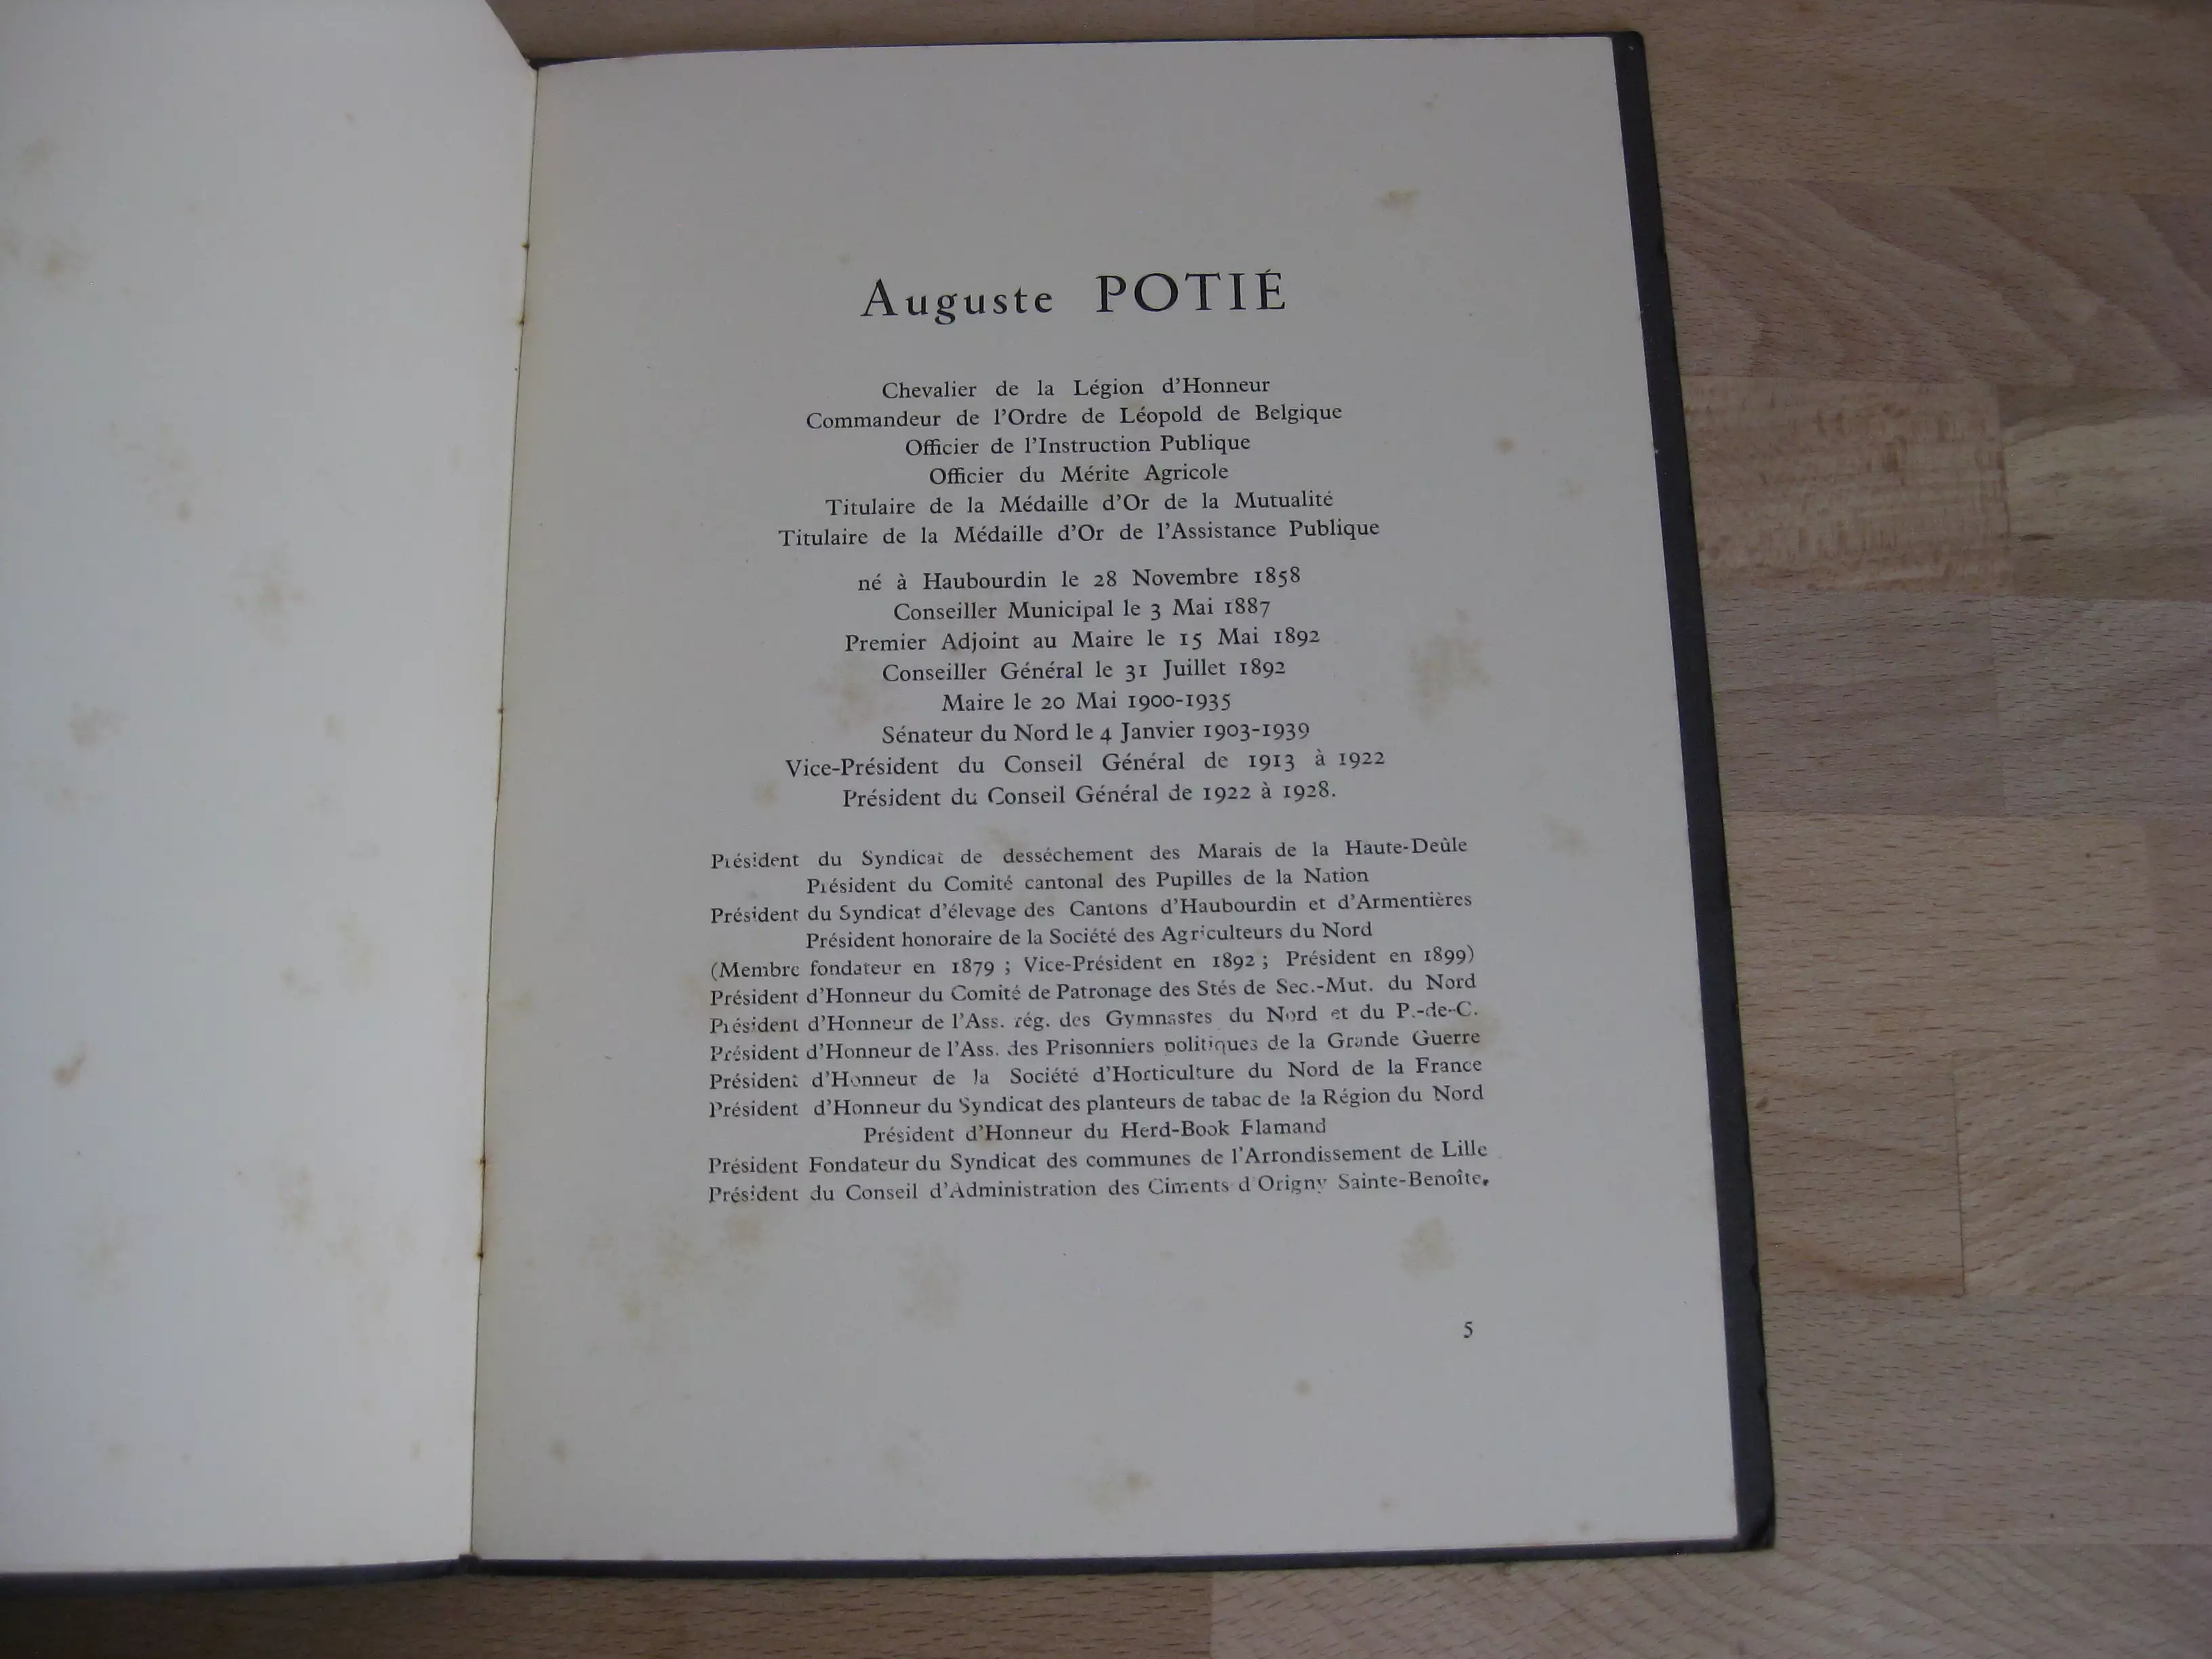 Auguste POTIÉ
Chevalier de la Légion d'Honneur
Commandeur de l'Ordre de Léopold de Belgique
Officier de l'Instruction Publique
Officier du Mérite Agricole
Titulaire de la Médaille d'Or de la Mutualité
Titulaire de la Médaille d'Or de l'Assistance Publique
né à Haubourdin le 28 Novembre 1858
Conseiller Municipal le 3 Mai 1887
Premier Adjoint au Maire le 15 Mai 1892
Conseiller Général le 31 Juillet 1892
Maire le 20 Mai 1900-1935
Sénateur du Nord le 4 Janvier 1903-1939
Vice-Président du Conseil Général de 1913 à 1922
Président du Conseil Général de 1922 à 1928.
Président du Syndicat de desséchement des Marais de la Haute-Deûle
Président du Comité cantonal des Pupilles de la Nation
Président du Syndicat d'élevage des Cantons d'Haubourdin et d'Armentières
Président honoraire de la Société des Agriculteurs du Nord
(Membre fondateur en 1879 ; Vice-Président en 1892 ; Président en 1899)
Président d'Honneur du Comité de Patronage des Stés de Sec.-Mut. du Nord
Président d'Honneur de l'Ass. rég. des Gymnastes du Nord et du P.-de-C.
Président d'Honneur de l'Ass. des Prisonniers politiques de la Grande Guerre
Président d'Honneur de la Société d'Horticulture du Nord de la France
Président d'Honneur du Syndicat des planteurs de tabac de la Région du Nord
Président d'Honneur du Herd-Book Flamand
Président Fondateur du Syndicat des communes de l'Arrondissement de Lille
Président du Conseil d'Administration des Ciments d'Origny Sainte-Benoîte.
5